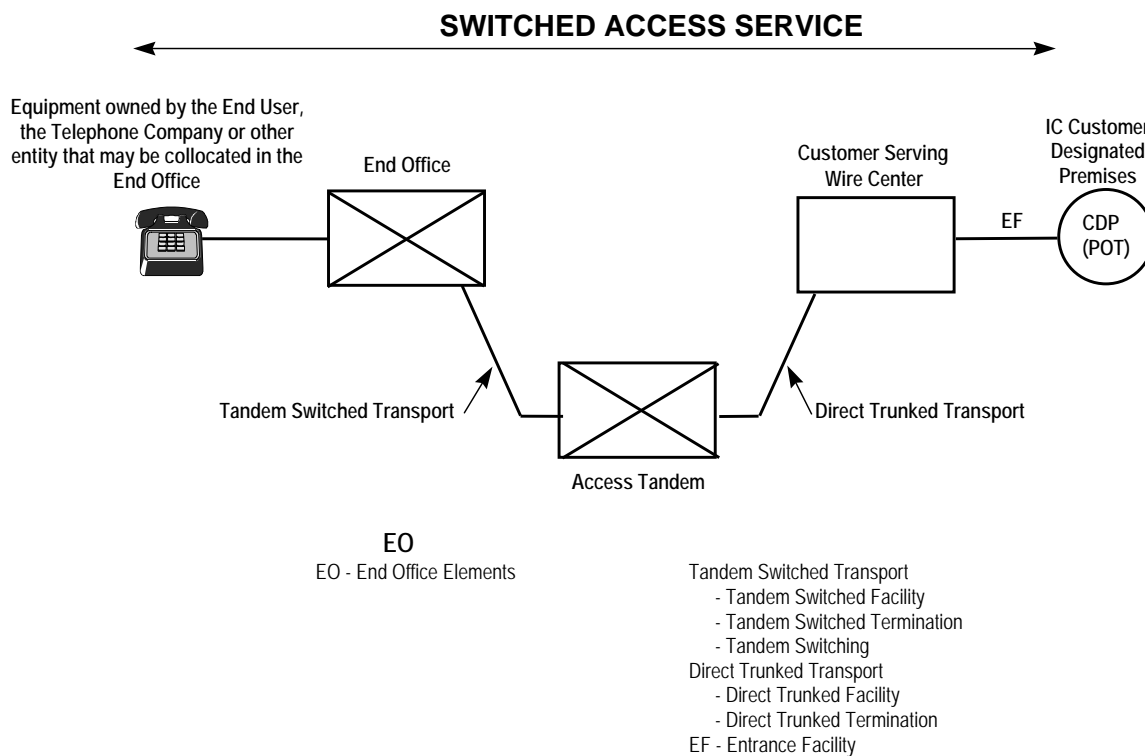 SWITCHED ACCESS SERVICE
Equipment owned by the End User,
the Telephone Company or other
entity that may be collocated in the
End Office
End Office
Customer Serving
Wire Center
IC Customer
Designated
Premises
EF
CDP
(POT)
Tandem Switched Transport
Direct Trunked Transport
Access Tandem
EO
EO - End Office Elements
Tandem Switched Transport
- Tandem Switched Facility
- Tandem Switched Termination
- Tandem Switching
Direct Trunked Transport
- Direct Trunked Facility
- Direct Trunked Termination
EF - Entrance Facility